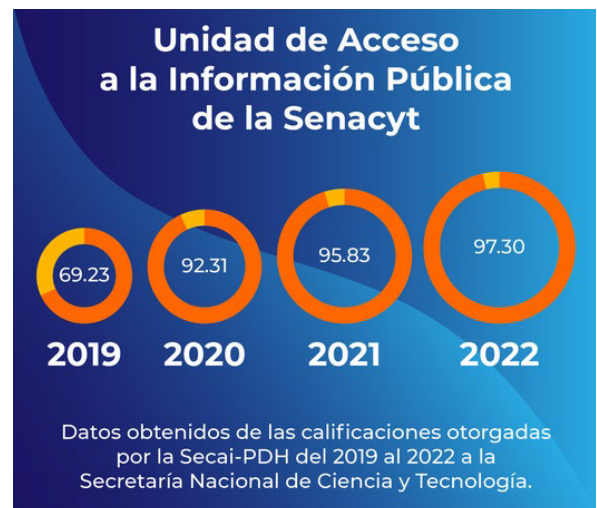 Unidad de Acceso
a la Información Pública
de la Senacyt
69.23
92.31
95.83
97.30
2019
2020
2021
2022
Datos obtenidos de las calificaciones otorgadas
por la Secai-PDH del 2019 al 2022 a la
Secretaría Nacional de Ciencia y Tecnología.